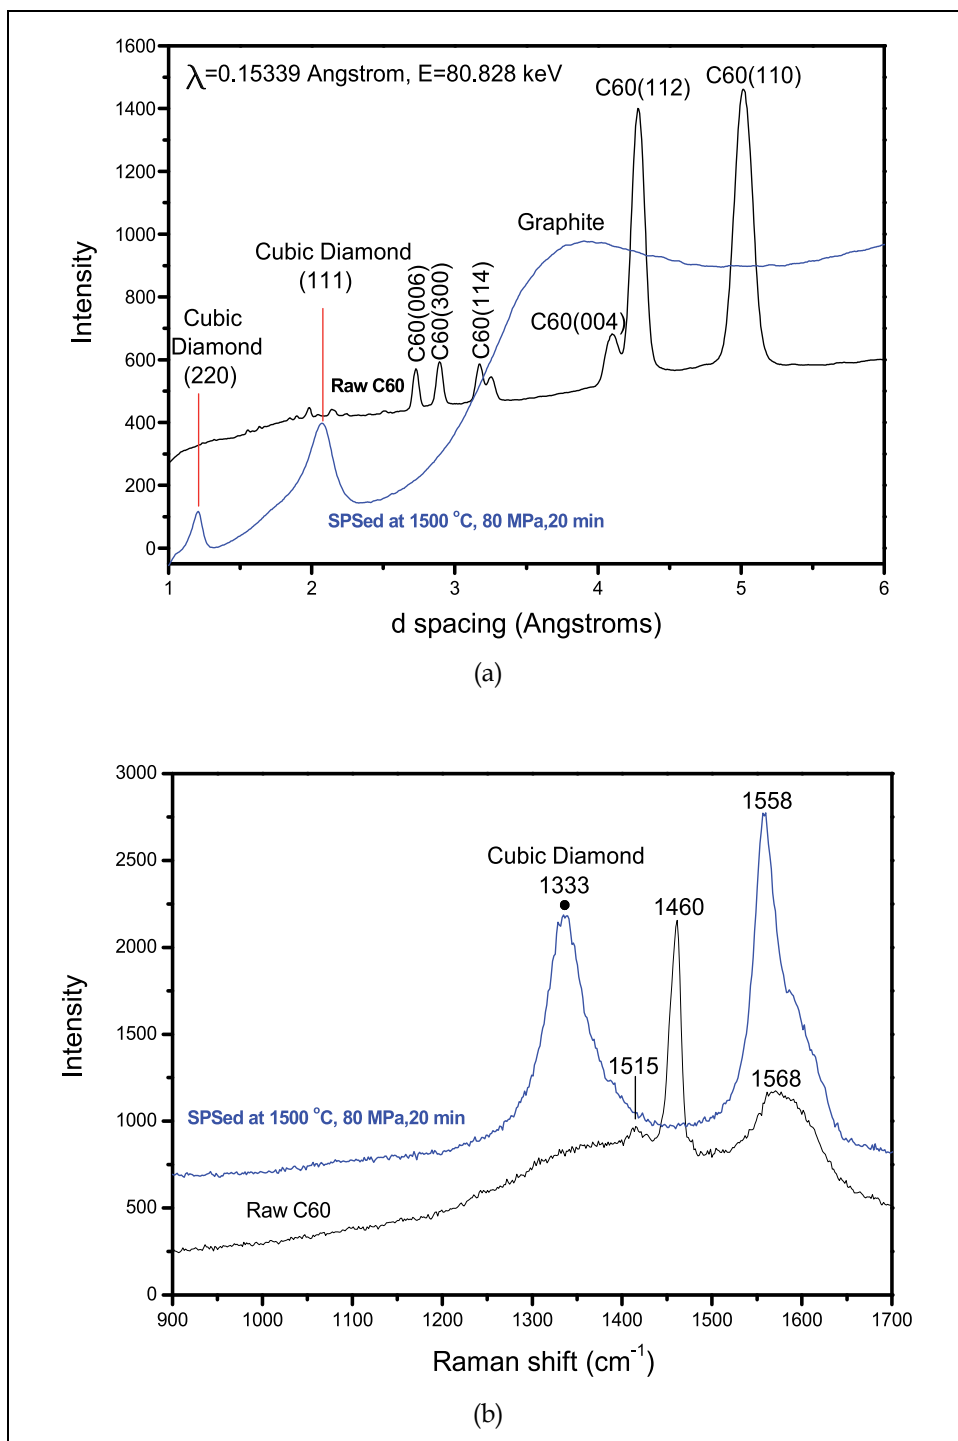 λ=0.15339 Angstrom, E=80.828 keV
C60(112)
C60(110)
Graphite
Cubic Diamond
(111)
Cubic
Diamond
(220)
C60(006)
C60(300)
C60(114)
C60(004)
Raw C60
SPSed at 1500 °C, 80 MPa,20 min
Intensity
1600
1400
1200
1000
800
600
400
200
0
1
2
3
4
5
6
d spacing (Angstroms)
(a)
Intensity
3000
2500
2000
1500
1000
500
0
1558
Cubic Diamond
1333
1460
1515
1568
SPSed at 1500 °C, 80 MPa,20 min
Raw C60
900
1000
1100
1200
1300
1400
1500
1600
1700
Raman shift (cm⁻¹)
(b)